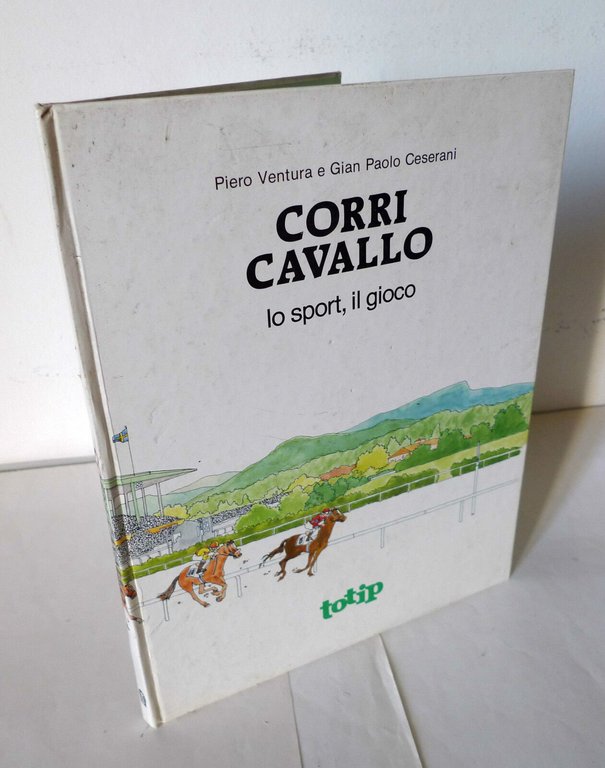 Piero Ventura e Gian Paolo Ceserani
CORRI
CAVALLO
lo sport, il gioco
totip